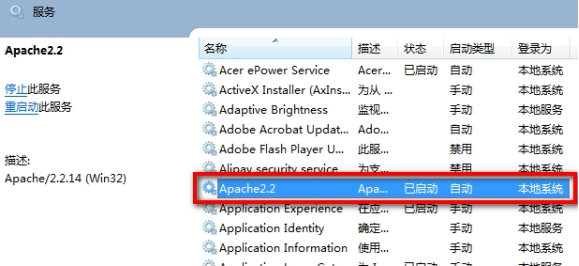 服务
Apache2.2
停止此服务
重启动此服务
描述:
Apache/2.2.14 (Win32)
名称 描述 状态 启动类型 登录为
Acer ePower Service Acer... 已启动 自动 本地系统
ActiveX Installer (AxIns... 为从 ... 手动 本地系统
Adaptive Brightness 监视... 手动 本地服务
Adobe Acrobat Updat... Ado... 自动 本地系统
Adobe Flash Player U... 此服... 禁用 本地系统
Alipay security service 为支... 禁用 本地系统
Apache2.2 Apa... 已启动 自动 本地系统
Application Experience 在应... 已启动 手动 本地系统
Application Identity 确定... 手动 本地服务
Application Information 使用... 手动 本地系统